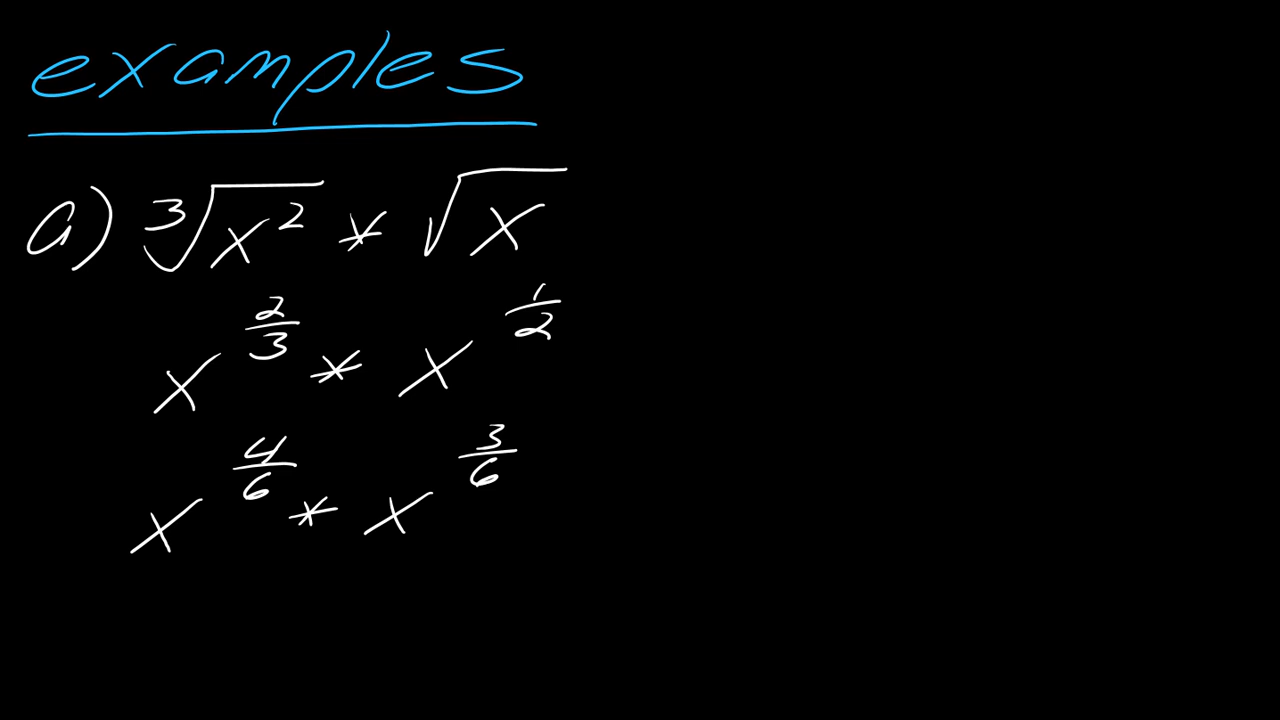 examples
a) ∛x² * √x
x^(2/3) * x^(1/2)
x^(4/6) * x^(3/6)